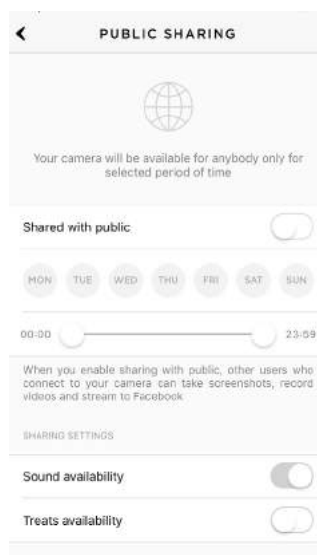 PUBLIC SHARING
Your camera will be available for anybody only for
selected period of time
Shared with public
MON TUE WED THU FRI SAT SUN
00:00 23:59
When you enable sharing with public, other users who
connect to your camera can take screenshots, record
videos and stream to Facebook
SHARING SETTINGS
Sound availability
Treats availability